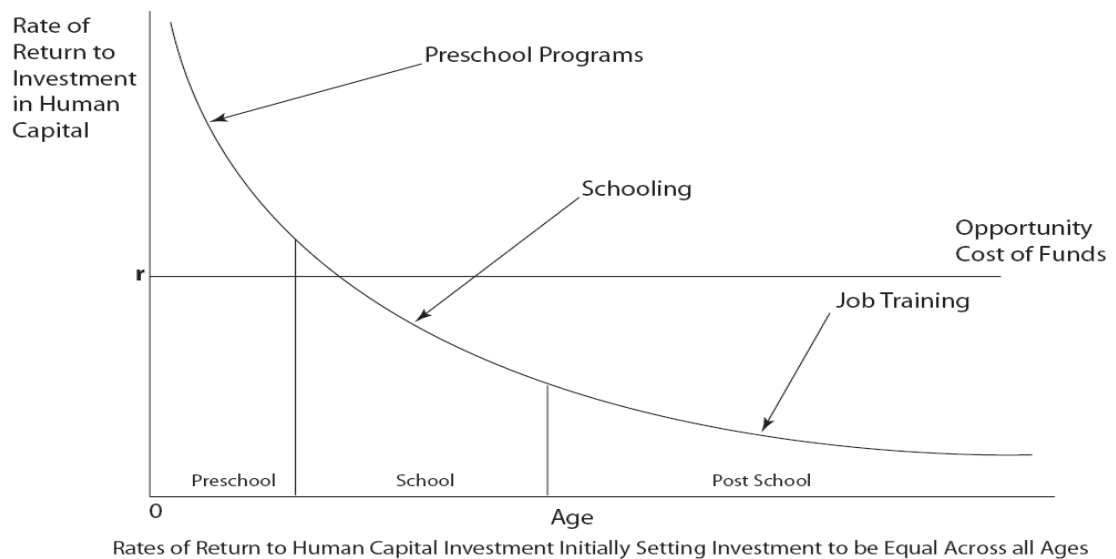 Rate of
Return to
Investment
in Human
Capital
Preschool Programs
Schooling
Opportunity
Cost of Funds
r
Job Training
Preschool
School
Post School
0
Age
Rates of Return to Human Capital Investment Initially Setting Investment to be Equal Across all Ages